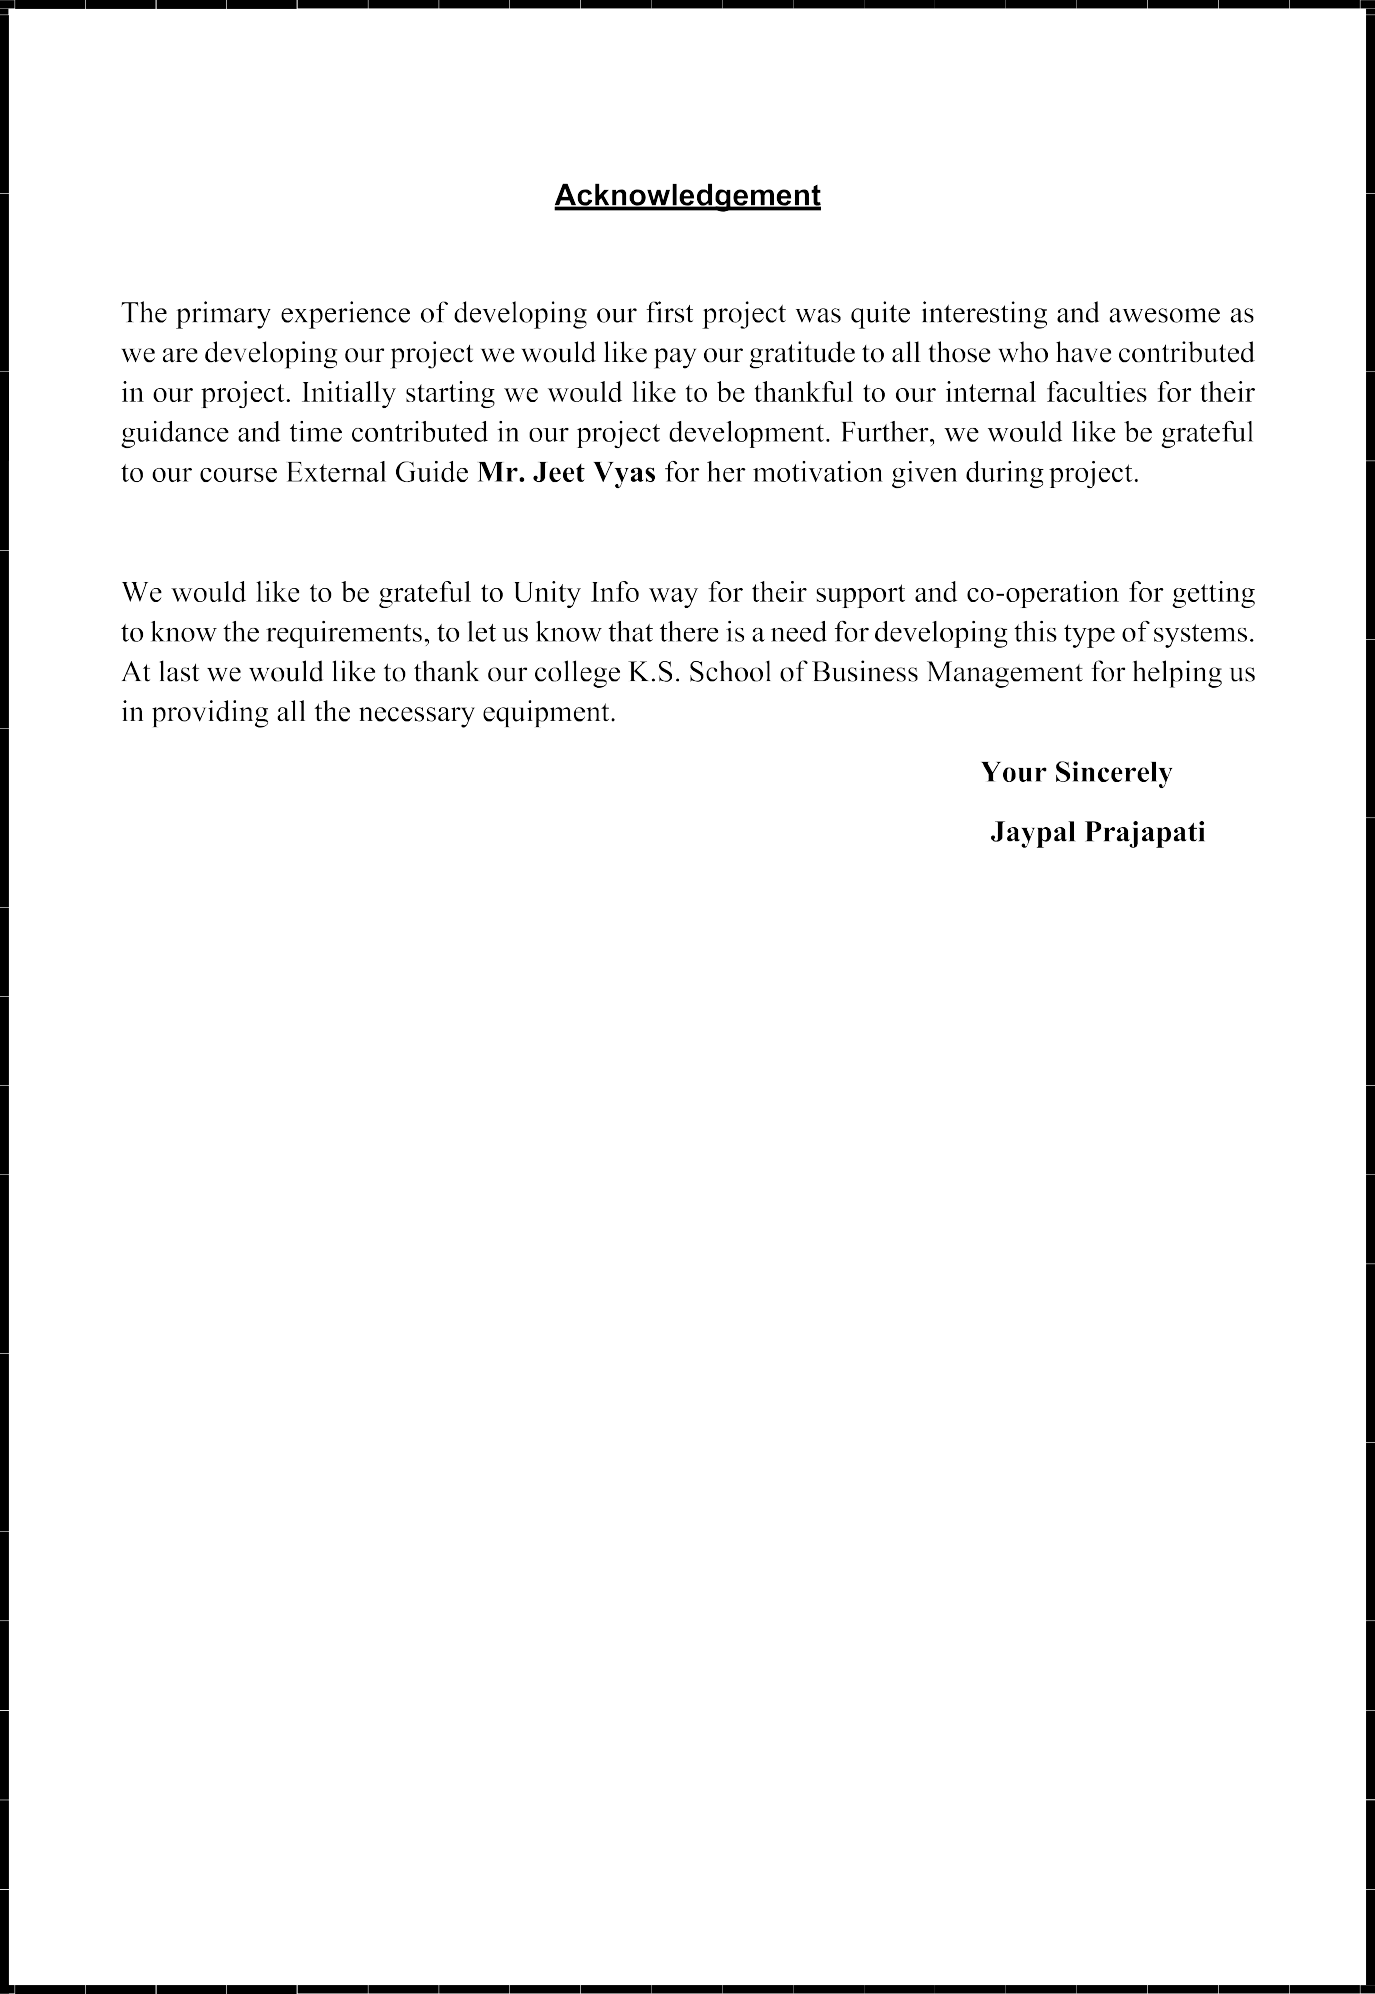 Acknowledgement
The primary experience of developing our first project was quite interesting and awesome as
we are developing our project we would like pay our gratitude to all those who have contributed
in our project. Initially starting we would like to be thankful to our internal faculties for their
guidance and time contributed in our project development. Further, we would like be grateful
to our course External Guide Mr. Jeet Vyas for her motivation given during project.
We would like to be grateful to Unity Info way for their support and co-operation for getting
to know the requirements, to let us know that there is a need for developing this type of systems.
At last we would like to thank our college K.S. School of Business Management for helping us
in providing all the necessary equipment.
Your Sincerely
Jaypal Prajapati